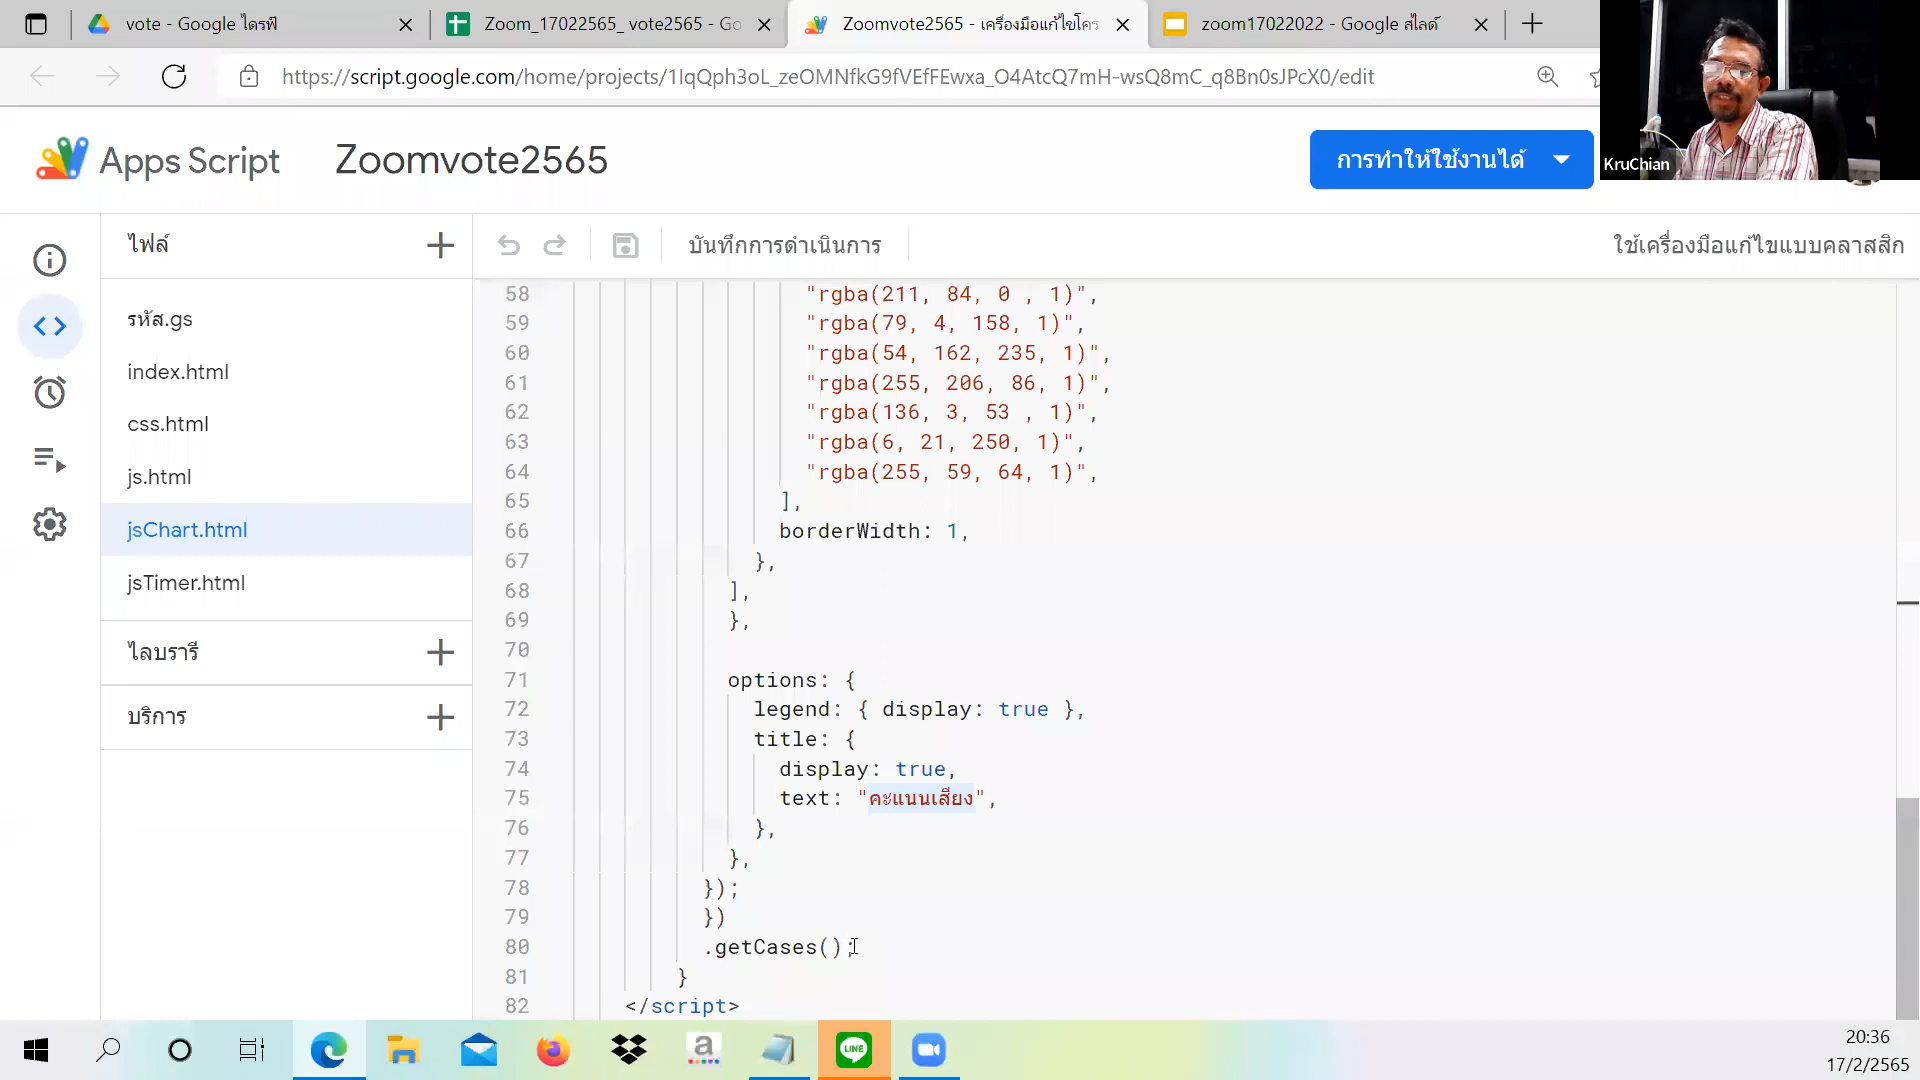 vote - Google ไดรฟ์
Zoom_17022565_ vote2565 - Go
Zoomvote2565 - เครื่องมือแก้ไขโคร
zoom17022022 - Google สไลด์
https://script.google.com/home/projects/1IqQph3oL_zeOMNfkG9fVEfFEwxa_O4AtcQ7mH-wsQ8mC_q8Bn0sJPcX0/edit
Apps Script
Zoomvote2565
การทำให้ใช้งานได้
KruChian
ไฟล์
บันทึกการดำเนินการ
ใช้เครื่องมือแก้ไขแบบคลาสสิก
รหัส.gs
index.html
css.html
js.html
jsChart.html
jsTimer.html
ไลบรารี
บริการ
58 "rgba(211, 84, 0 , 1)",
59 "rgba(79, 4, 158, 1)",
60 "rgba(54, 162, 235, 1)",
61 "rgba(255, 206, 86, 1)",
62 "rgba(136, 3, 53 , 1)",
63 "rgba(6, 21, 250, 1)",
64 "rgba(255, 59, 64, 1)",
65 ],
66 borderWidth: 1,
67 },
68 ],
69 },
70
71 options: {
72 legend: { display: true },
73 title: {
74 display: true,
75 text: "คะแนนเสียง",
76 },
77 },
78 });
79 })
80 .getCases();
81 }
82 </script>
LINE
20:36
17/2/2565